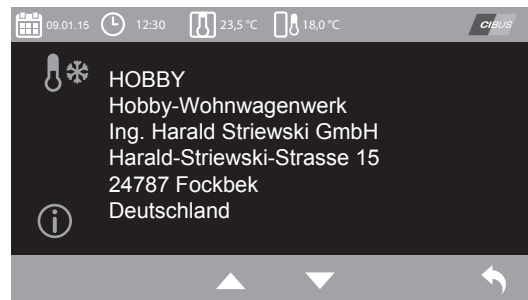 09.01.15 12:30 23,5 °C 18,0 °C CIBUS
HOBBY
Hobby-Wohnwagenwerk
Ing. Harald Striewski GmbH
Harald-Striewski-Strasse 15
24787 Fockbek
Deutschland